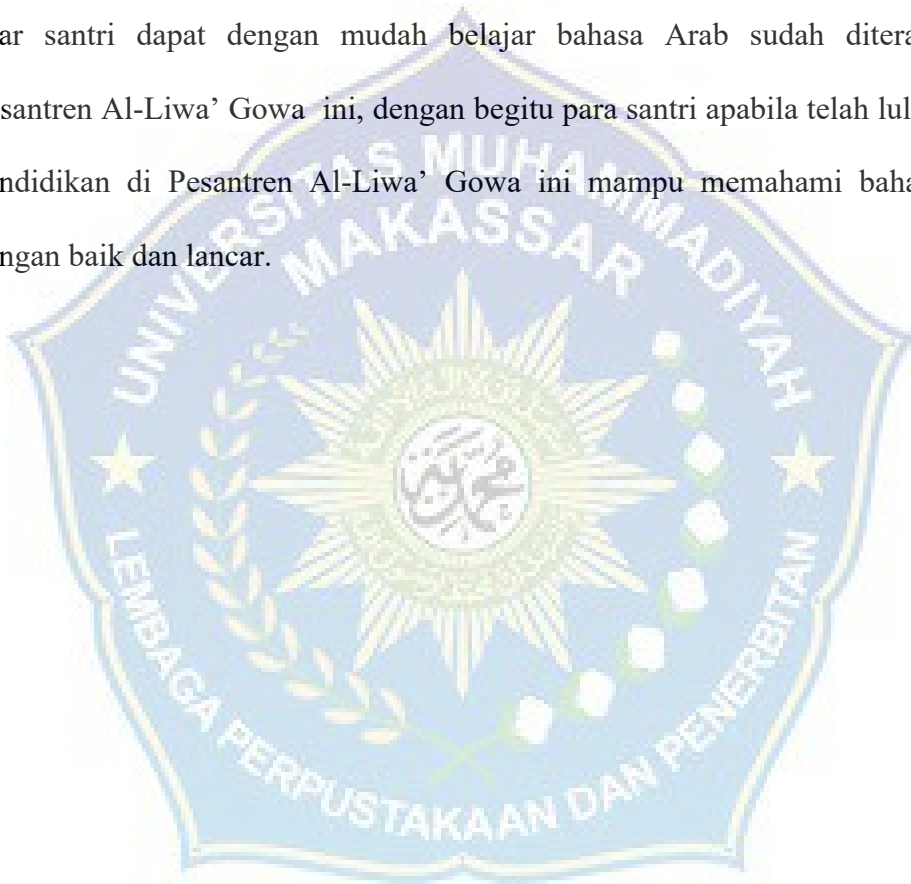 ar santri dapat dengan mudah belajar bahasa Arab sudah ditera
santren Al-Liwa’ Gowa ini, dengan begitu para santri apabila telah lul
ndidikan di Pesantren Al-Liwa’ Gowa ini mampu memahami baha
ngan baik dan lancar.
UNIVERSITAS MUHAMMADIYAH
MAKASSAR
محمدية
LEMBAGA PERPUSTAKAAN DAN PENERBITAN